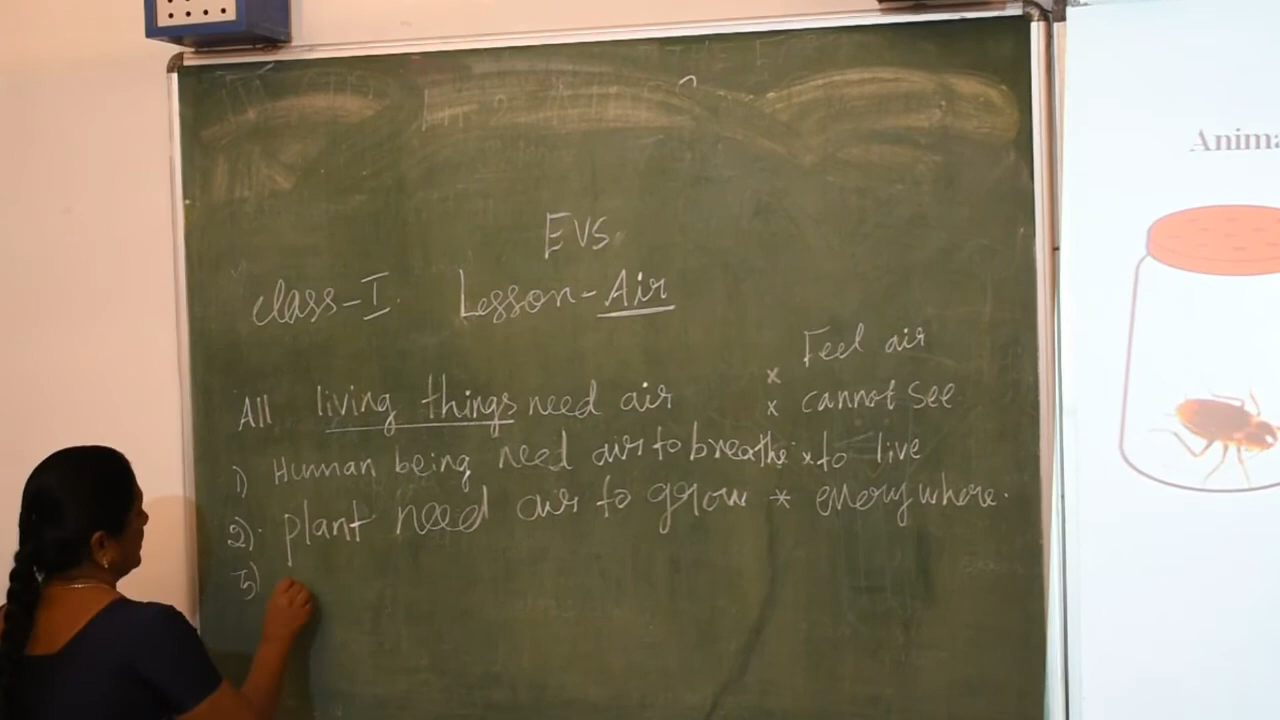 EVS
Class-I. Lesson-Air
Feel air
All living things need air x x cannot see
1) Human being need air to breathe x to live
2). plant need air to grow * everywhere.
3)
Anima